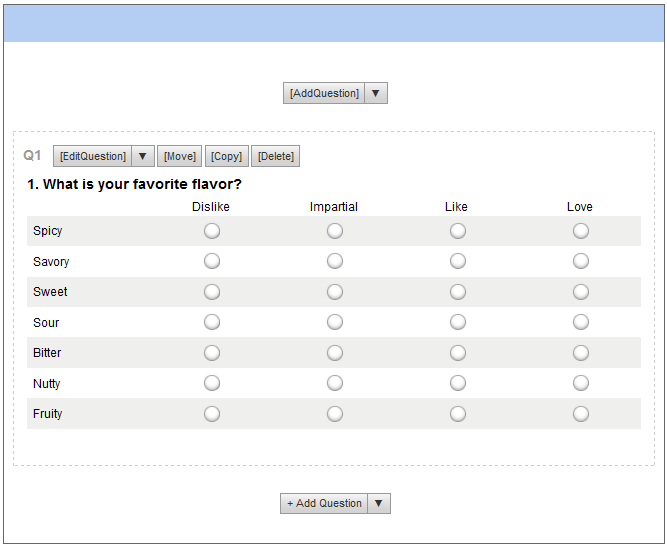 [AddQuestion] ▼
Q1 [EditQuestion] ▼ [Move] [Copy] [Delete]
1. What is your favorite flavor?
Dislike Impartial Like Love
Spicy
Savory
Sweet
Sour
Bitter
Nutty
Fruity
+ Add Question ▼